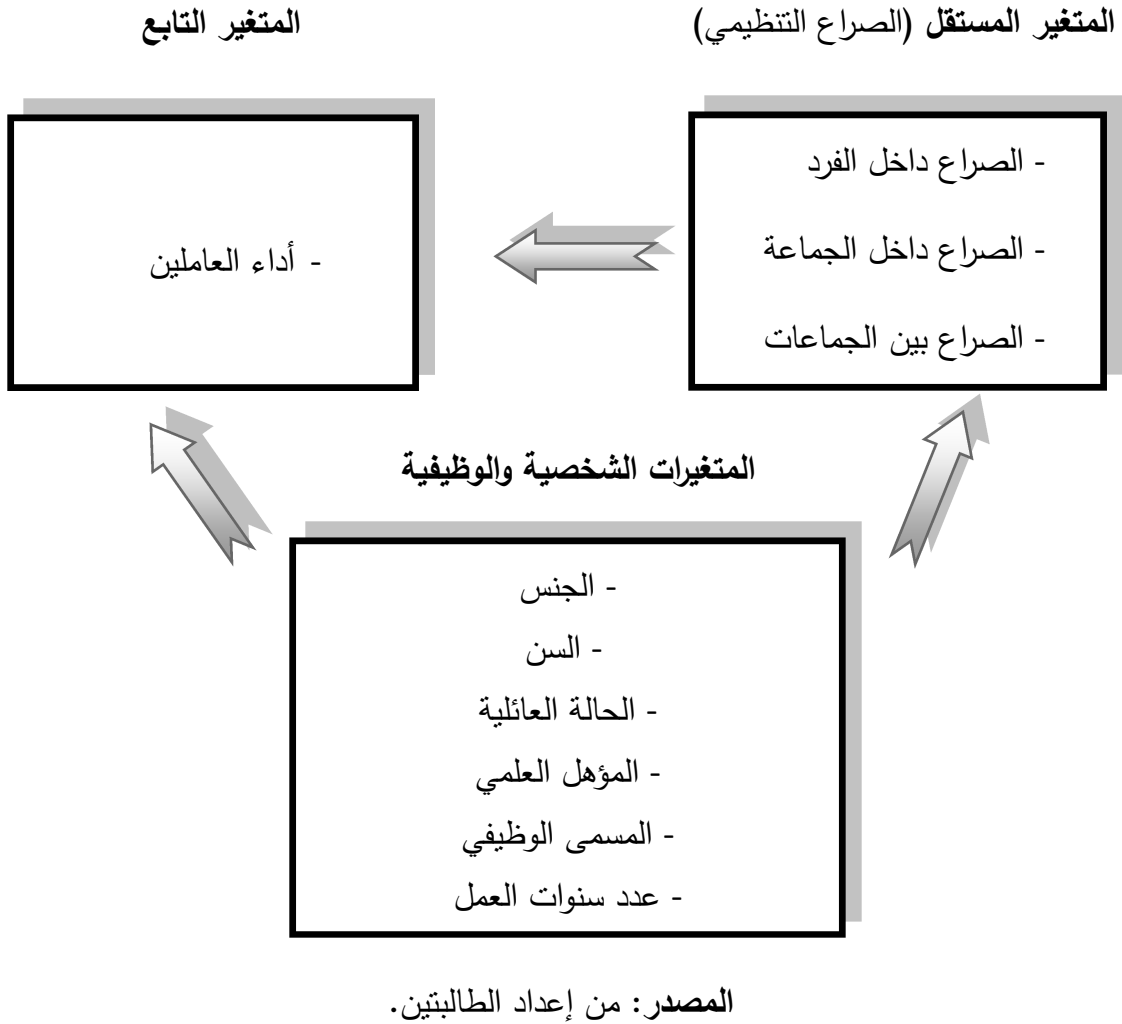 المتغير المستقل (الصراع التنظيمي)
المتغير التابع
- الصراع داخل الفرد
- الصراع داخل الجماعة
- الصراع بين الجماعات
- أداء العاملين
المتغيرات الشخصية والوظيفية
- الجنس
- السن
- الحالة العائلية
- المؤهل العلمي
- المسمى الوظيفي
- عدد سنوات العمل
المصدر: من إعداد الطالبتين.